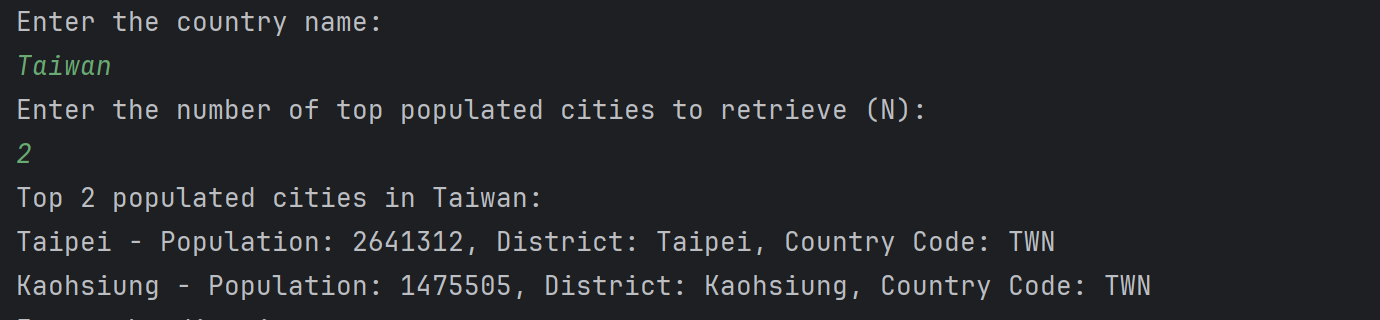 Enter the country name:
Taiwan
Enter the number of top populated cities to retrieve (N):
2
Top 2 populated cities in Taiwan:
Taipei - Population: 2641312, District: Taipei, Country Code: TWN
Kaohsiung - Population: 1475505, District: Kaohsiung, Country Code: TWN